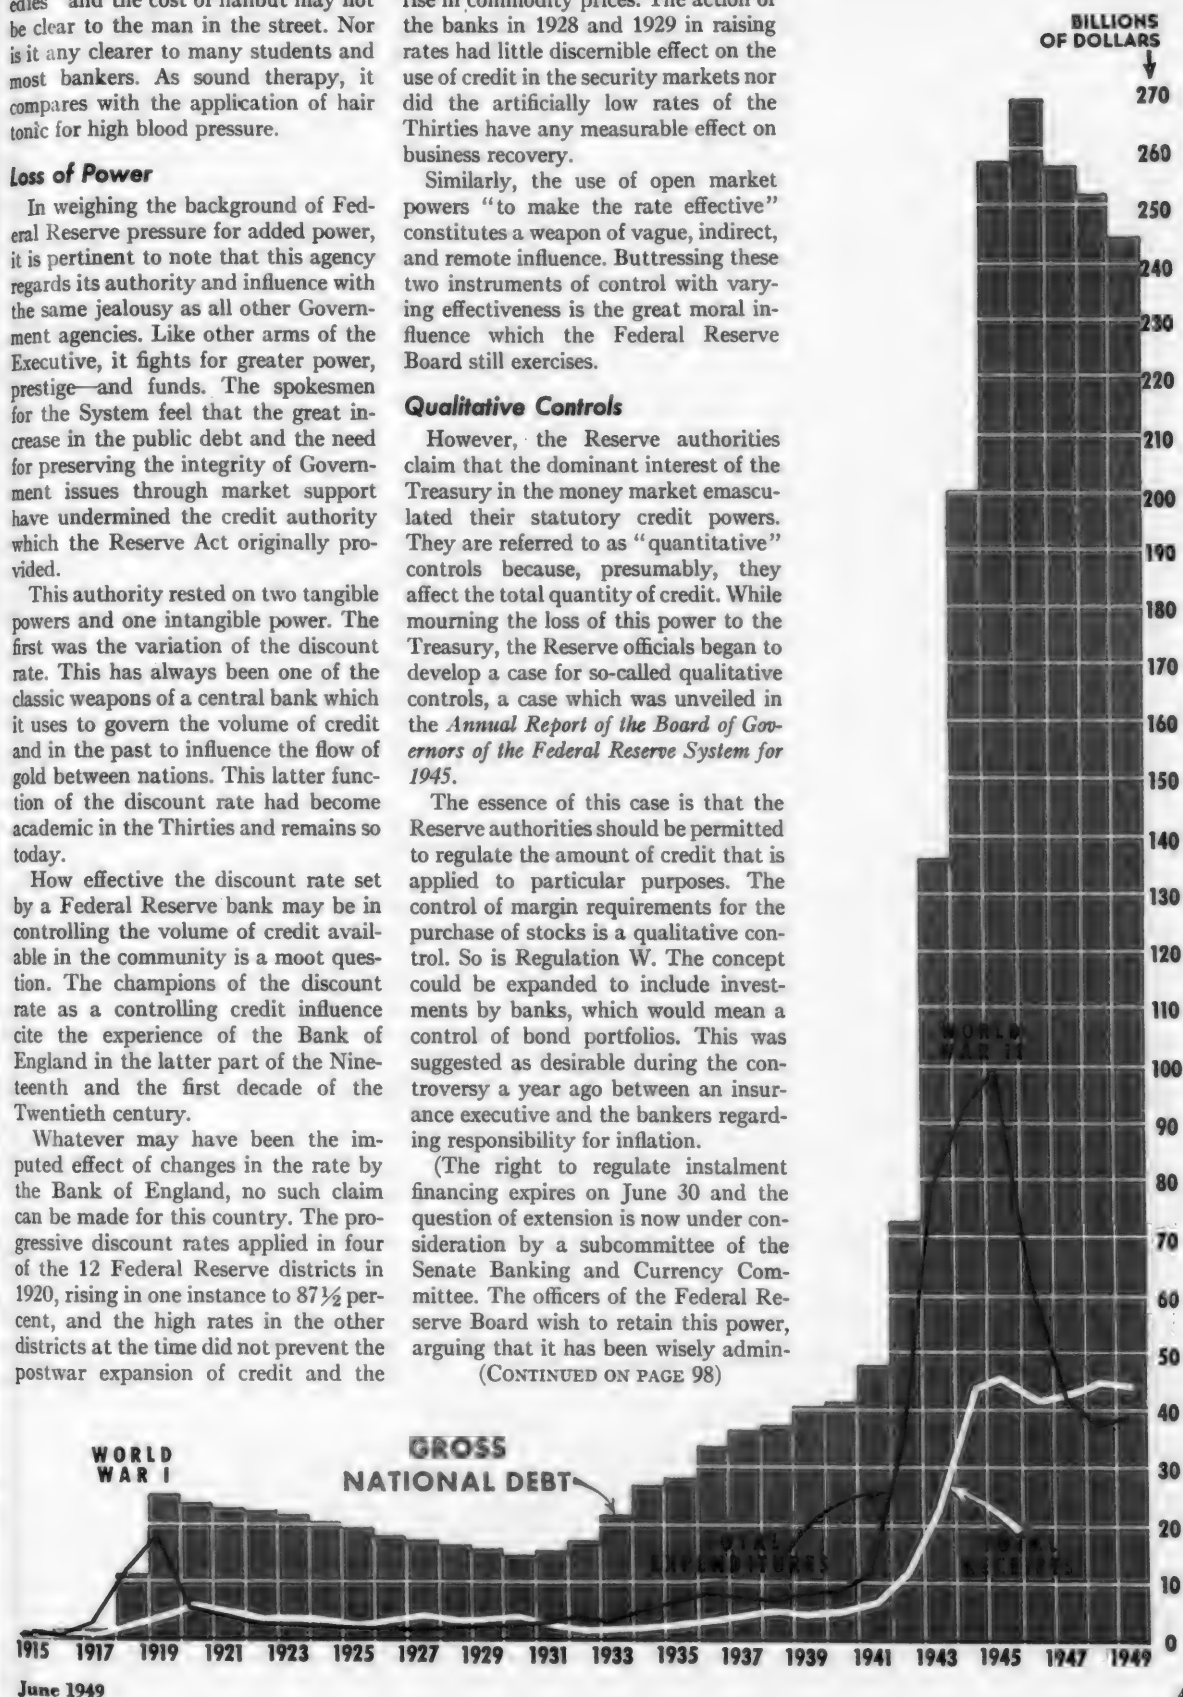 edies" and the cost of halibut may not
be clear to the man in the street. Nor
is it any clearer to many students and
most bankers. As sound therapy, it
compares with the application of hair
tonic for high blood pressure.
Loss of Power
In weighing the background of Fed-
eral Reserve pressure for added power,
it is pertinent to note that this agency
regards its authority and influence with
the same jealousy as all other Govern-
ment agencies. Like other arms of the
Executive, it fights for greater power,
prestige—and funds. The spokesmen
for the System feel that the great in-
crease in the public debt and the need
for preserving the integrity of Govern-
ment issues through market support
have undermined the credit authority
which the Reserve Act originally pro-
vided.
This authority rested on two tangible
powers and one intangible power. The
first was the variation of the discount
rate. This has always been one of the
classic weapons of a central bank which
it uses to govern the volume of credit
and in the past to influence the flow of
gold between nations. This latter func-
tion of the discount rate had become
academic in the Thirties and remains so
today.
How effective the discount rate set
by a Federal Reserve bank may be in
controlling the volume of credit avail-
able in the community is a moot ques-
tion. The champions of the discount
rate as a controlling credit influence
cite the experience of the Bank of
England in the latter part of the Nine-
teenth and the first decade of the
Twentieth century.
Whatever may have been the im-
puted effect of changes in the rate by
the Bank of England, no such claim
can be made for this country. The pro-
gressive discount rates applied in four
of the 12 Federal Reserve districts in
1920, rising in one instance to 87½ per-
cent, and the high rates in the other
districts at the time did not prevent the
postwar expansion of credit and the
rise in commodity prices. The action of
the banks in 1928 and 1929 in raising
rates had little discernible effect on the
use of credit in the security markets nor
did the artificially low rates of the
Thirties have any measurable effect on
business recovery.
Similarly, the use of open market
powers "to make the rate effective"
constitutes a weapon of vague, indirect,
and remote influence. Buttressing these
two instruments of control with vary-
ing effectiveness is the great moral in-
fluence which the Federal Reserve
Board still exercises.
Qualitative Controls
However, the Reserve authorities
claim that the dominant interest of the
Treasury in the money market emascu-
lated their statutory credit powers.
They are referred to as "quantitative"
controls because, presumably, they
affect the total quantity of credit. While
mourning the loss of this power to the
Treasury, the Reserve officials began to
develop a case for so-called qualitative
controls, a case which was unveiled in
the Annual Report of the Board of Gov-
ernors of the Federal Reserve System for
1945.
The essence of this case is that the
Reserve authorities should be permitted
to regulate the amount of credit that is
applied to particular purposes. The
control of margin requirements for the
purchase of stocks is a qualitative con-
trol. So is Regulation W. The concept
could be expanded to include invest-
ments by banks, which would mean a
control of bond portfolios. This was
suggested as desirable during the con-
troversy a year ago between an insur-
ance executive and the bankers regard-
ing responsibility for inflation.
(The right to regulate instalment
financing expires on June 30 and the
question of extension is now under con-
sideration by a subcommittee of the
Senate Banking and Currency Com-
mittee. The officers of the Federal Re-
serve Board wish to retain this power,
arguing that it has been wisely admin-
(CONTINUED ON PAGE 98)
BILLIONS
OF DOLLARS
270
260
250
240
230
220
210
200
190
180
170
160
150
140
130
120
110
100
90
80
70
60
50
40
30
20
10
0
WORLD
WAR II
WORLD
WAR I
GROSS
NATIONAL DEBT
TOTAL
EXPENDITURES
TOTAL
RECEIPTS
1915 1917 1919 1921 1923 1925 1927 1929 1931 1933 1935 1937 1939 1941 1943 1945 1947 1949
June 1949